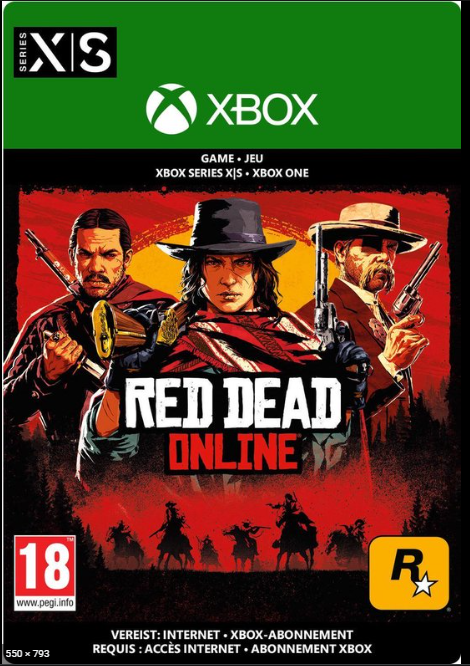 SERIES
X|S
XBOX
GAME • JEU
XBOX SERIES X|S • XBOX ONE
RED DEAD
ONLINE
18
www.pegi.info
R
VEREIST: INTERNET • XBOX-ABONNEMENT
REQUIS : ACCÈS INTERNET • ABONNEMENT XBOX
550 × 793